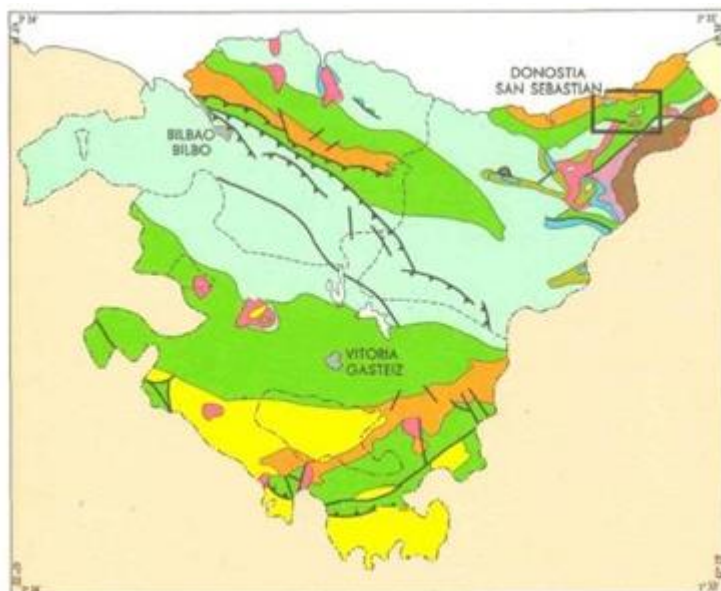 DONOSTIA
SAN SEBASTIAN
BILBAO
BILBO
VITORIA
GASTEIZ